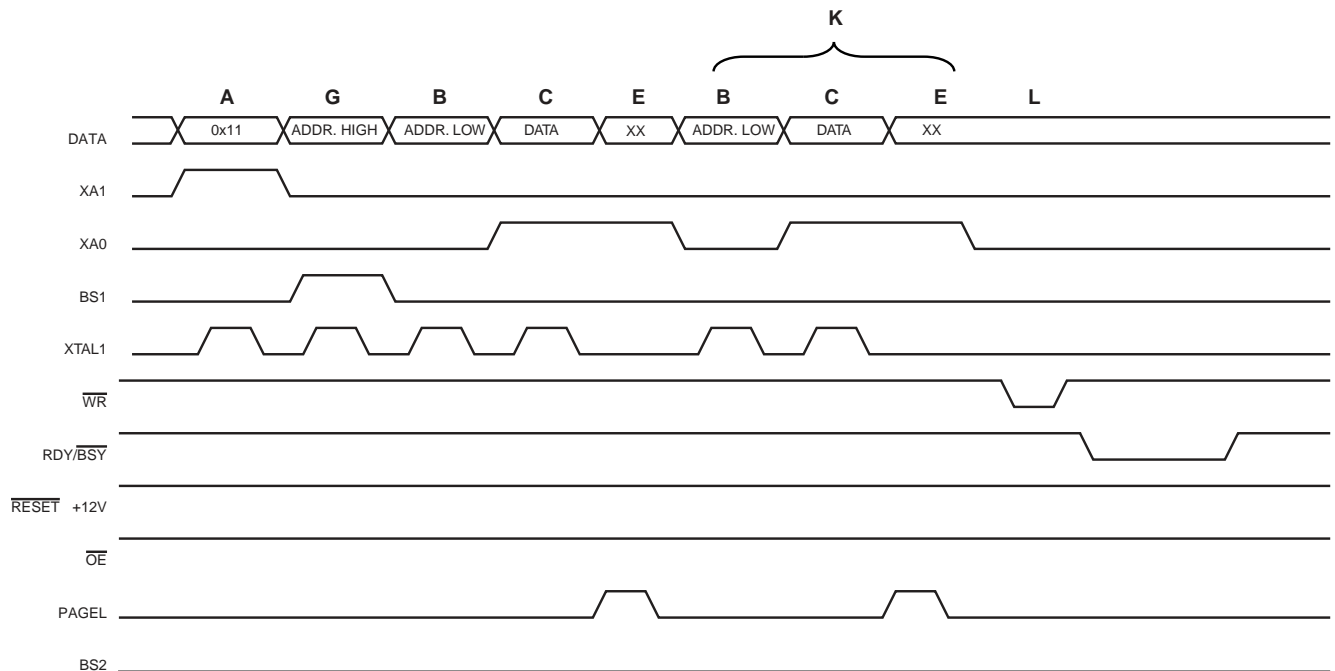 K
A G B C E B C E L
DATA 0x11 ADDR. HIGH ADDR. LOW DATA XX ADDR. LOW DATA XX
XA1
XA0
BS1
XTAL1
WR
RDY/BSY
RESET +12V
OE
PAGEL
BS2